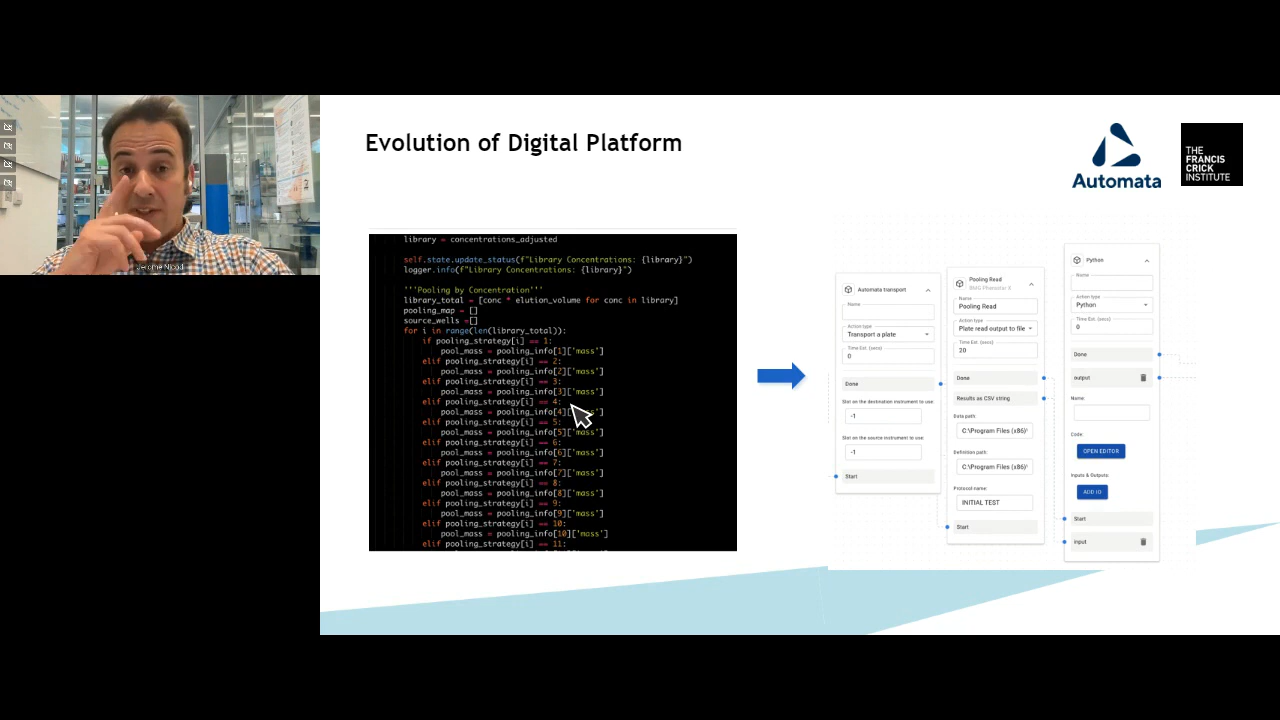 Evolution of Digital Platform
Automata
THE
FRANCIS
CRICK
INSTITUTE
Jerome Nicod
library = concentrations_adjusted
self.state.update_status(f"Library Concentrations: {library}")
logger.info(f"Library Concentrations: {library}")
'''Pooling by Concentration'''
library_total = [conc * elution_volume for conc in library]
pooling_map = []
source_wells =[]
for i in range(len(library_total)):
if pooling_strategy[i] == 1:
pool_mass = pooling_info[1]['mass']
elif pooling_strategy[i] == 2:
pool_mass = pooling_info[2]['mass']
elif pooling_strategy[i] == 3:
pool_mass = pooling_info[3]['mass']
elif pooling_strategy[i] == 4:
pool_mass = pooling_info[4]['mass']
elif pooling_strategy[i] == 5:
pool_mass = pooling_info[5]['mass']
elif pooling_strategy[i] == 6:
pool_mass = pooling_info[6]['mass']
elif pooling_strategy[i] == 7:
pool_mass = pooling_info[7]['mass']
elif pooling_strategy[i] == 8:
pool_mass = pooling_info[8]['mass']
elif pooling_strategy[i] == 9:
pool_mass = pooling_info[9]['mass']
elif pooling_strategy[i] == 10:
pool_mass = pooling_info[10]['mass']
elif pooling_strategy[i] == 11:
Automata transport
Name
Action type
Transport a plate
Time Est. (secs)
0
Done
Slot on the destination instrument to use:
-1
Slot on the source instrument to use:
-1
Start
Pooling Read
BMG Pherastar 6
Name
Pooling Read
Action type
Plate read output to file
Time Est. (secs)
20
Done
Results as CSV string
Data path:
C:\Program Files (x86)\
Definition path:
C:\Program Files (x86)\
Protocol name:
INITIAL TEST
Start
Python
Name
Action type
Python
Time Est. (secs)
0
Done
output
Name:
Code:
OPEN EDITOR
Inputs & Outputs:
ADD IO
Start
input